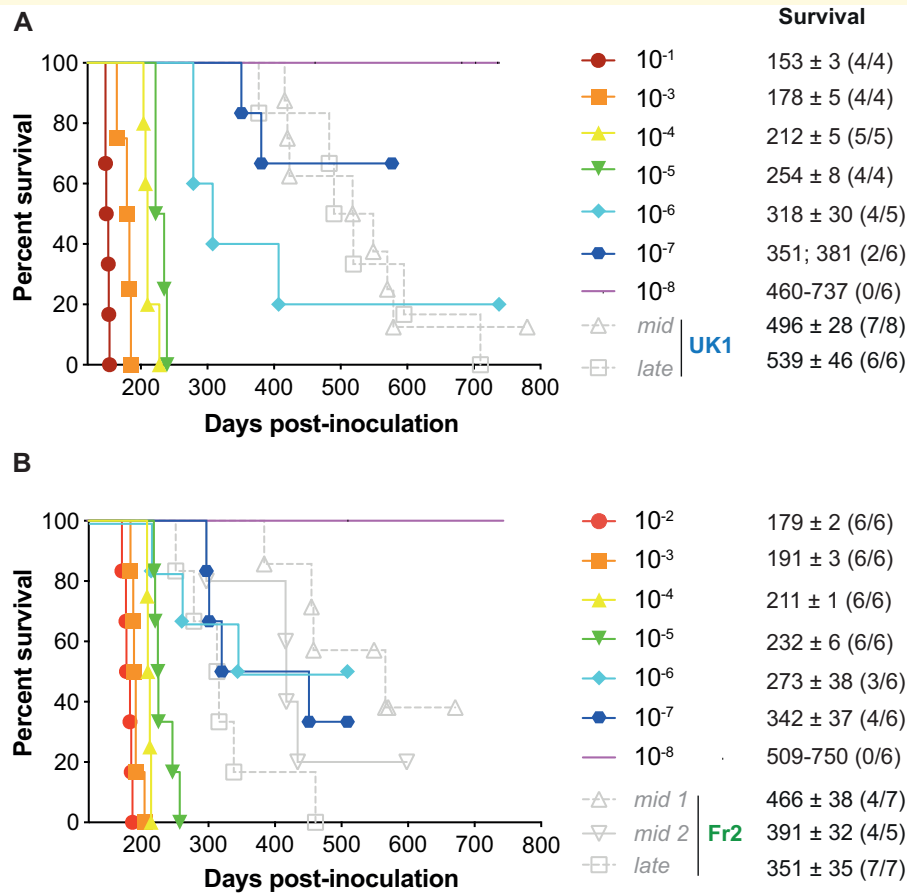 A
Survival
Percent survival
100
80
60
40
20
0
200 300 400 500 600 700 800
Days post-inoculation
10⁻¹ 153 ± 3 (4/4)
10⁻³ 178 ± 5 (4/4)
10⁻⁴ 212 ± 5 (5/5)
10⁻⁵ 254 ± 8 (4/4)
10⁻⁶ 318 ± 30 (4/5)
10⁻⁷ 351; 381 (2/6)
10⁻⁸ 460-737 (0/6)
mid 496 ± 28 (7/8)
UK1
late 539 ± 46 (6/6)
B
Percent survival
100
80
60
40
20
0
200 300 400 500 600 700 800
Days post-inoculation
10⁻² 179 ± 2 (6/6)
10⁻³ 191 ± 3 (6/6)
10⁻⁴ 211 ± 1 (6/6)
10⁻⁵ 232 ± 6 (6/6)
10⁻⁶ 273 ± 38 (3/6)
10⁻⁷ 342 ± 37 (4/6)
10⁻⁸ 509-750 (0/6)
mid 1 466 ± 38 (4/7)
mid 2 Fr2 391 ± 32 (4/5)
late 351 ± 35 (7/7)